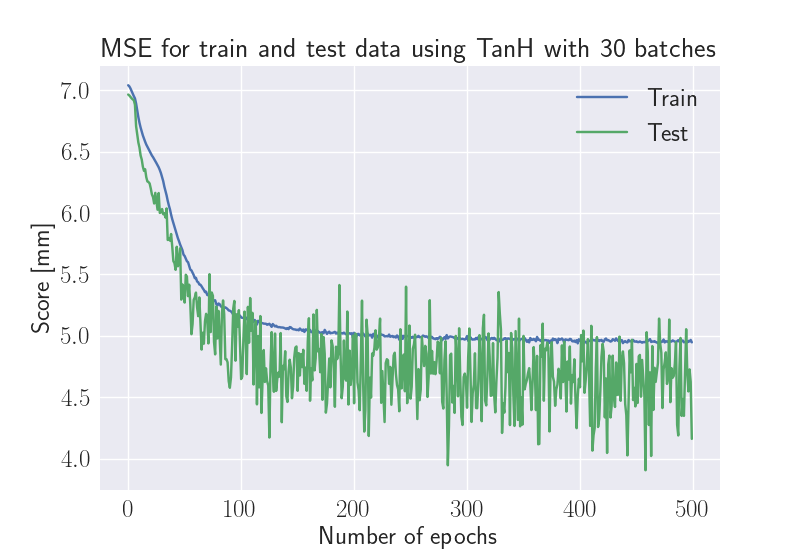 MSE for train and test data using TanH with 30 batches
Train
Test
Score [mm]
7.0
6.5
6.0
5.5
5.0
4.5
4.0
0 100 200 300 400 500
Number of epochs